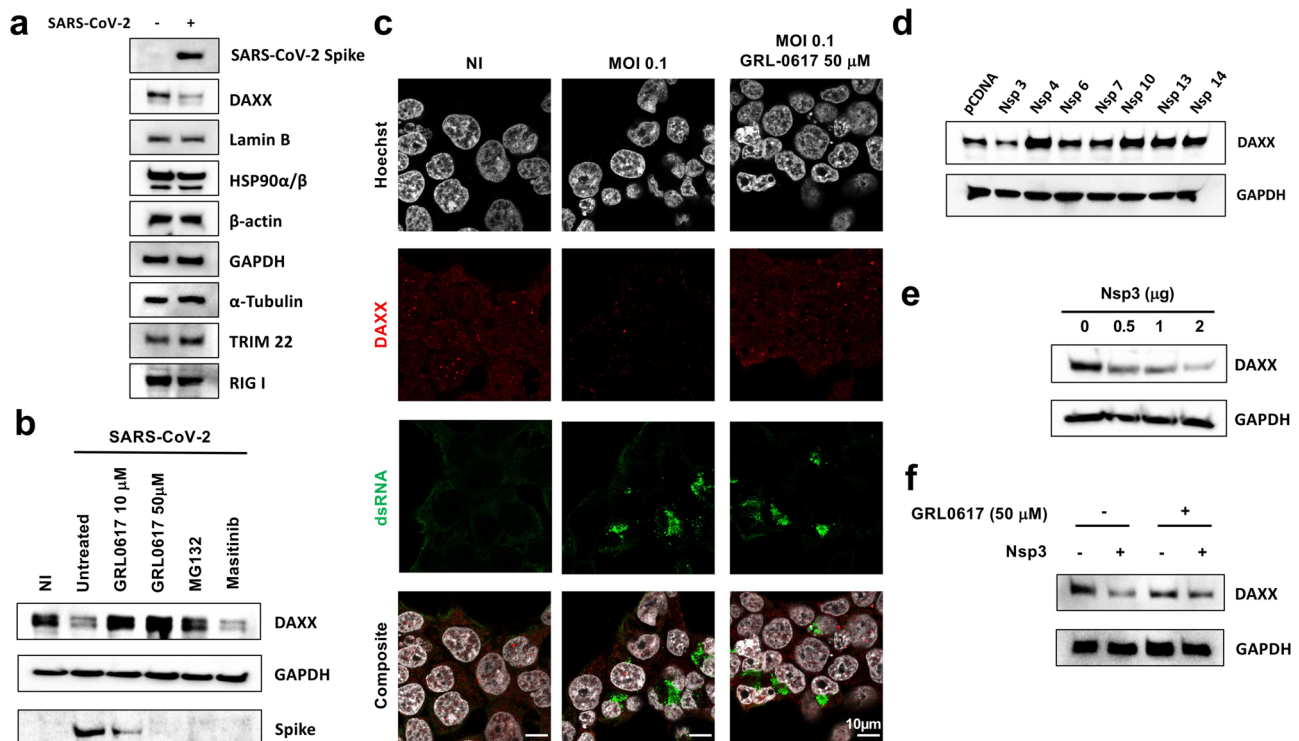 a
SARS-CoV-2 - +
SARS-CoV-2 Spike
DAXX
Lamin B
HSP90α/β
β-actin
GAPDH
α-Tubulin
TRIM 22
RIG I
b
SARS-CoV-2
NI
Untreated
GRL0617 10 μM
GRL0617 50μM
MG132
Masitinib
DAXX
GAPDH
Spike
c
NI
MOI 0.1
MOI 0.1
GRL-0617 50 μM
Hoechst
DAXX
dsRNA
Composite
10μm
d
pCDNA
Nsp 3
Nsp 4
Nsp 6
Nsp 7
Nsp 10
Nsp 13
Nsp 14
DAXX
GAPDH
e
Nsp3 (μg)
0 0.5 1 2
DAXX
GAPDH
f
GRL0617 (50 μM) - +
Nsp3 - + - +
DAXX
GAPDH